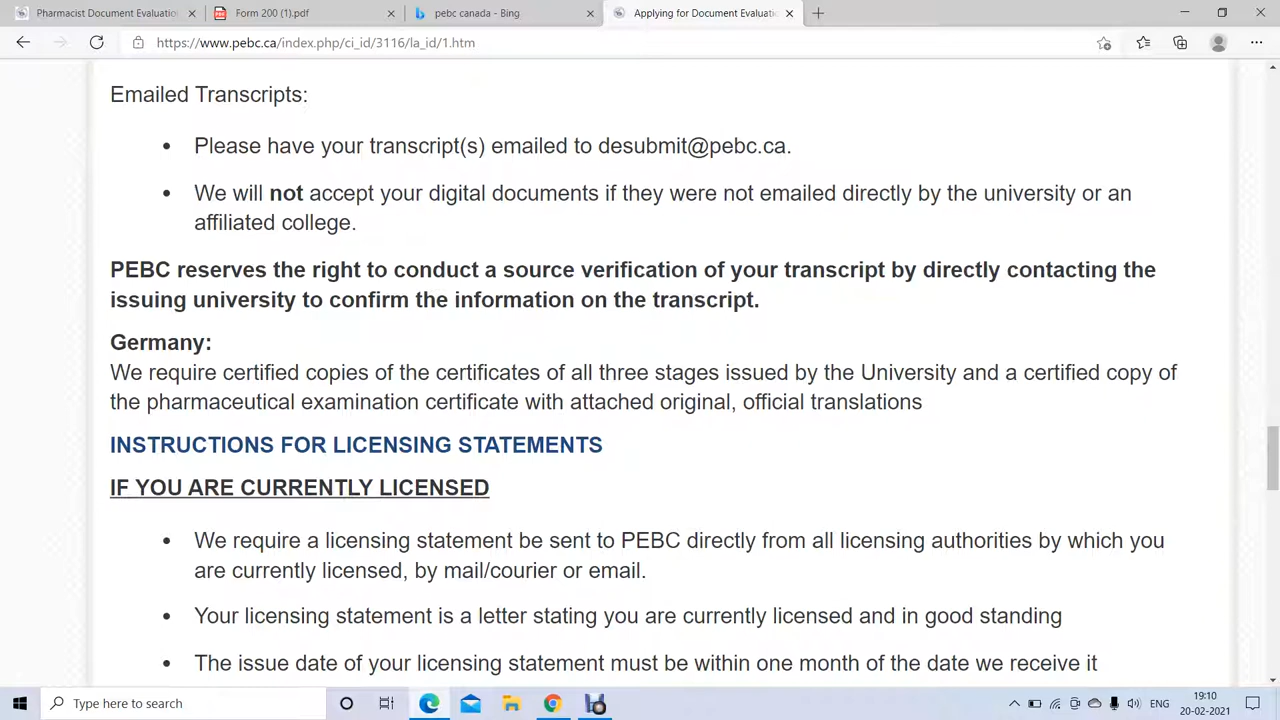 Pharmacist Document Evaluation
Form 200 (1).pdf
pebc canada - Bing
Applying for Document Evaluati
https://www.pebc.ca/index.php/ci_id/3116/la_id/1.htm
Emailed Transcripts:
• Please have your transcript(s) emailed to desubmit@pebc.ca.
• We will not accept your digital documents if they were not emailed directly by the university or an
affiliated college.
PEBC reserves the right to conduct a source verification of your transcript by directly contacting the
issuing university to confirm the information on the transcript.
Germany:
We require certified copies of the certificates of all three stages issued by the University and a certified copy of
the pharmaceutical examination certificate with attached original, official translations
INSTRUCTIONS FOR LICENSING STATEMENTS
IF YOU ARE CURRENTLY LICENSED
• We require a licensing statement be sent to PEBC directly from all licensing authorities by which you
are currently licensed, by mail/courier or email.
• Your licensing statement is a letter stating you are currently licensed and in good standing
• The issue date of your licensing statement must be within one month of the date we receive it
Type here to search
ENG
19:10
20-02-2021